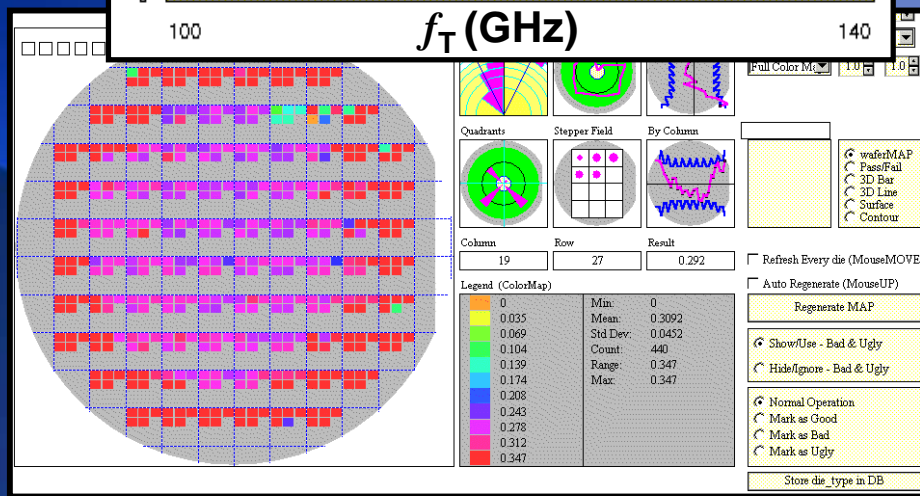 100
f_T (GHz)
140
Full Color Ma
1.0
1.0
Quadrants
Stepper Field
By Column
waferMAP
Pass/Fail
3D Bar
3D Line
Surface
Contour
Column
Row
Result
19
27
0.292
Refresh Every die (MouseMOVE
Auto Regenerate (MouseUP)
Legend (ColorMap)
0
0.035
0.069
0.104
0.139
0.174
0.208
0.243
0.278
0.312
0.347
Min: 0
Mean: 0.3092
Std Dev: 0.0452
Count: 440
Range: 0.347
Max: 0.347
Regenerate MAP
Show/Use - Bad & Ugly
Hide/Ignore - Bad & Ugly
Normal Operation
Mark as Good
Mark as Bad
Mark as Ugly
Store die_type in DB